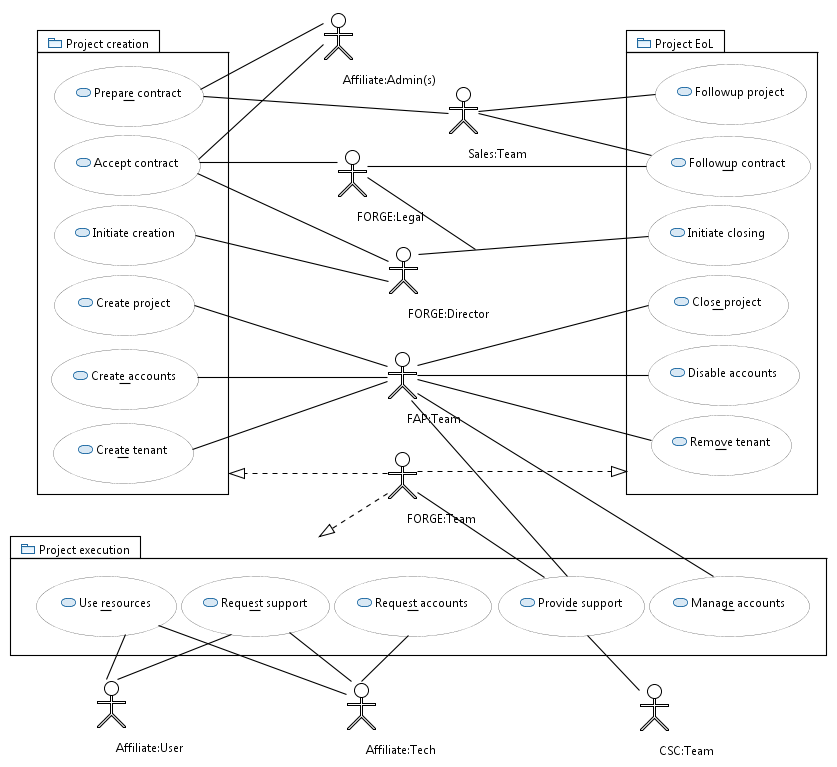 Project creation
Project EoL
Affiliate:Admin(s)
Prepare contract
Followup project
Sales:Team
Accept contract
Followup contract
FORGE:Legal
Initiate creation
Initiate closing
Create project
Close project
FORGE:Director
Create accounts
Disable accounts
FAP:Team
Create tenant
Remove tenant
FORGE:Team
Project execution
Use resources
Request support
Request accounts
Provide support
Manage accounts
Affiliate:User
Affiliate:Tech
CSC:Team